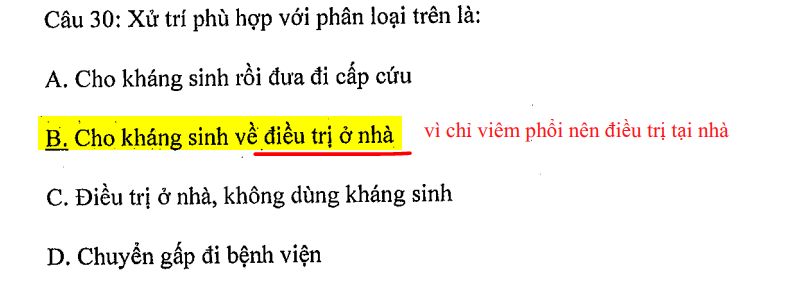 Câu 30: Xử trí phù hợp với phân loại trên là:
A. Cho kháng sinh rồi đưa đi cấp cứu
B. Cho kháng sinh về điều trị ở nhà vì chỉ viêm phổi nên điều trị tại nhà
C. Điều trị ở nhà, không dùng kháng sinh
D. Chuyển gấp đi bệnh viện